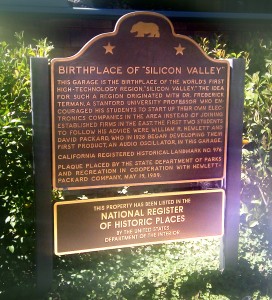 BIRTHPLACE OF "SILICON VALLEY"
THIS GARAGE IS THE BIRTHPLACE OF THE WORLD'S FIRST
HIGH-TECHNOLOGY REGION, "SILICON VALLEY." THE IDEA
FOR SUCH A REGION ORIGINATED WITH DR. FREDERICK
TERMAN, A STANFORD UNIVERSITY PROFESSOR WHO EN-
COURAGED HIS STUDENTS TO START UP THEIR OWN ELEC-
TRONICS COMPANIES IN THE AREA INSTEAD OF JOINING
ESTABLISHED FIRMS IN THE EAST. THE FIRST TWO STUDENTS
TO FOLLOW HIS ADVICE WERE WILLIAM R. HEWLETT AND
DAVID PACKARD, WHO IN 1938 BEGAN DEVELOPING THEIR
FIRST PRODUCT, AN AUDIO OSCILLATOR, IN THIS GARAGE.
CALIFORNIA REGISTERED HISTORICAL LANDMARK NO. 976
PLAQUE PLACED BY THE STATE DEPARTMENT OF PARKS
AND RECREATION IN COOPERATION WITH HEWLETT-
PACKARD COMPANY, MAY 19, 1989.
THIS PROPERTY HAS BEEN LISTED IN THE
NATIONAL REGISTER
OF HISTORIC PLACES
BY THE UNITED STATES
DEPARTMENT OF THE INTERIOR